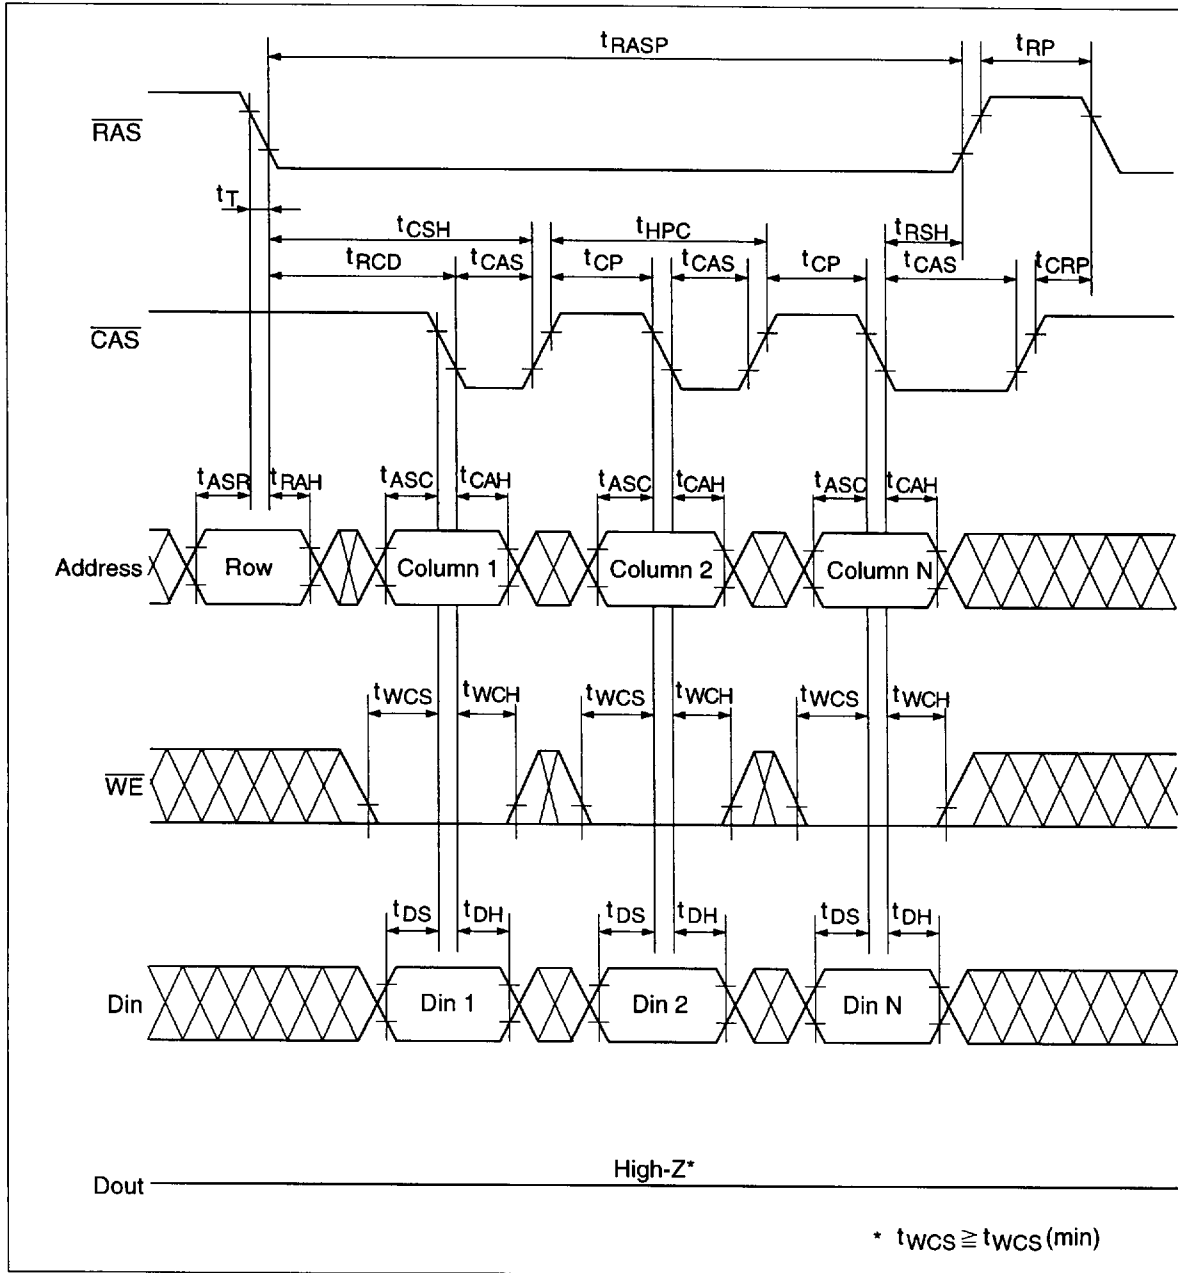 tRASP tRP
RAS
tT
tCSH tHPC tRSH
tRCD tCAS tCP tCAS tCP tCAS tCRP
CAS
tASR tRAH tASC tCAH tASC tCAH tASC tCAH
Address Row Column 1 Column 2 Column N
tWCS tWCH tWCS tWCH tWCS tWCH
WE
tDS tDH tDS tDH tDS tDH
Din Din 1 Din 2 Din N
High-Z*
Dout
* tWCS ≧ tWCS (min)